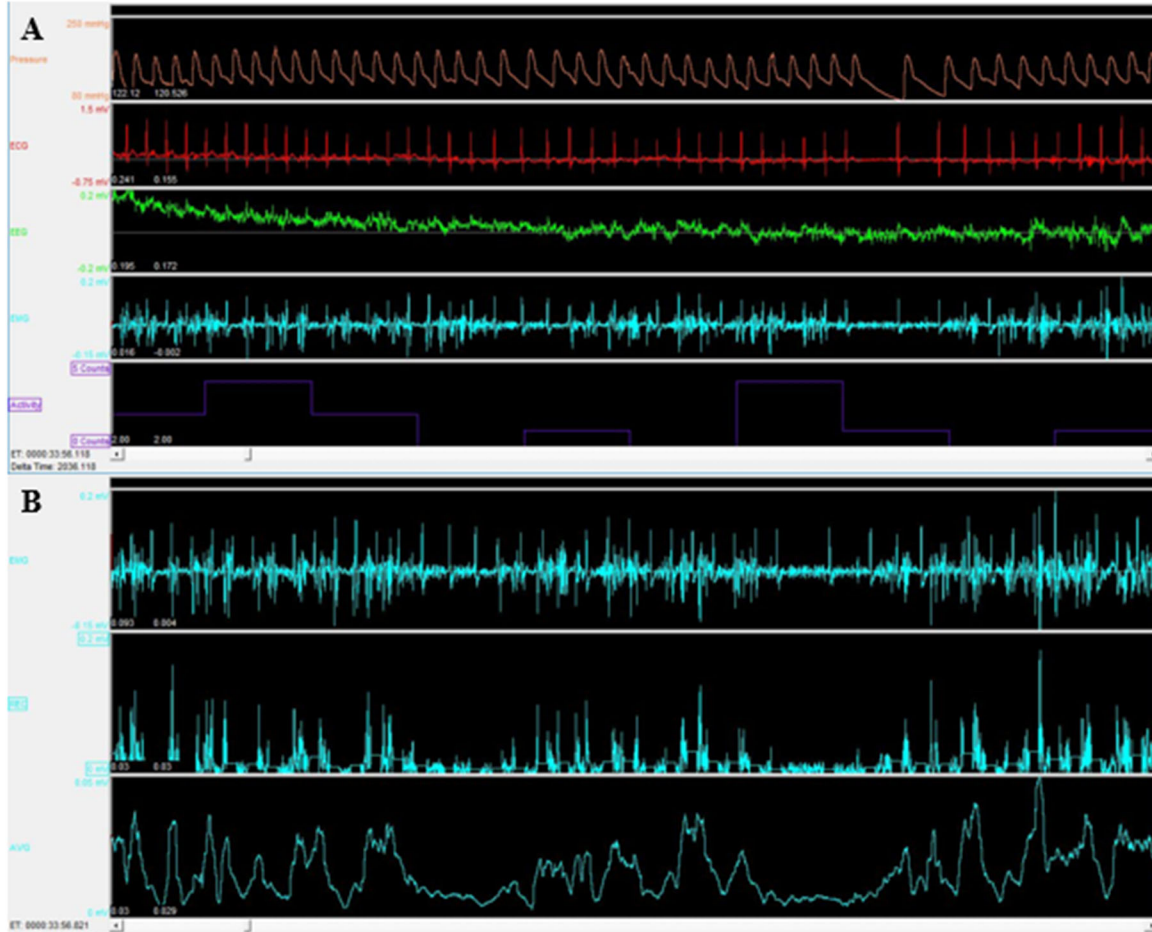 A
250 mmHg
Pressure
80 mmHg
122.12 120.526
1.5 mV
ECG
-0.75 mV
0.241 0.155
0.2 mV
EEG
-0.2 mV
0.195 0.172
0.2 mV
EMG
-0.15 mV
0.016 -0.002
5 Counts
Activity
0 Counts
2.00 2.00
ET: 0000:33:56.118
Delta Time: 2036.118
B
0.2 mV
EMG
-0.15 mV
0.093 0.004
0.2 mV
0 mV
0.03 0.03
0.05 mV
AVG
0 mV
0.03 0.029
ET: 0000:33:56.821